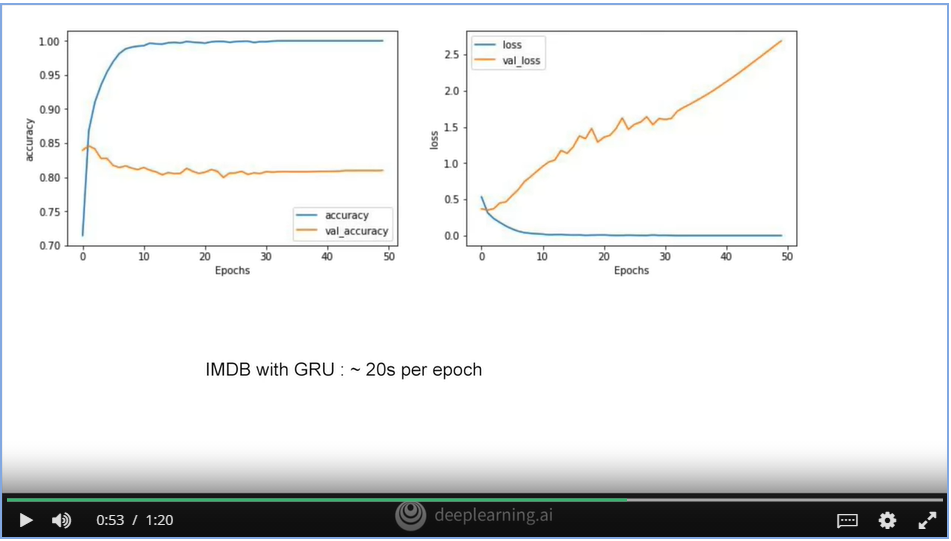 1.00
0.95
0.90
0.85
0.80
0.75
0.70
accuracy
accuracy
val_accuracy
0 10 20 30 40 50
Epochs
2.5
2.0
1.5
1.0
0.5
0.0
loss
loss
val_loss
0 10 20 30 40 50
Epochs
IMDB with GRU : ~ 20s per epoch
0:53 / 1:20
deeplearning.ai